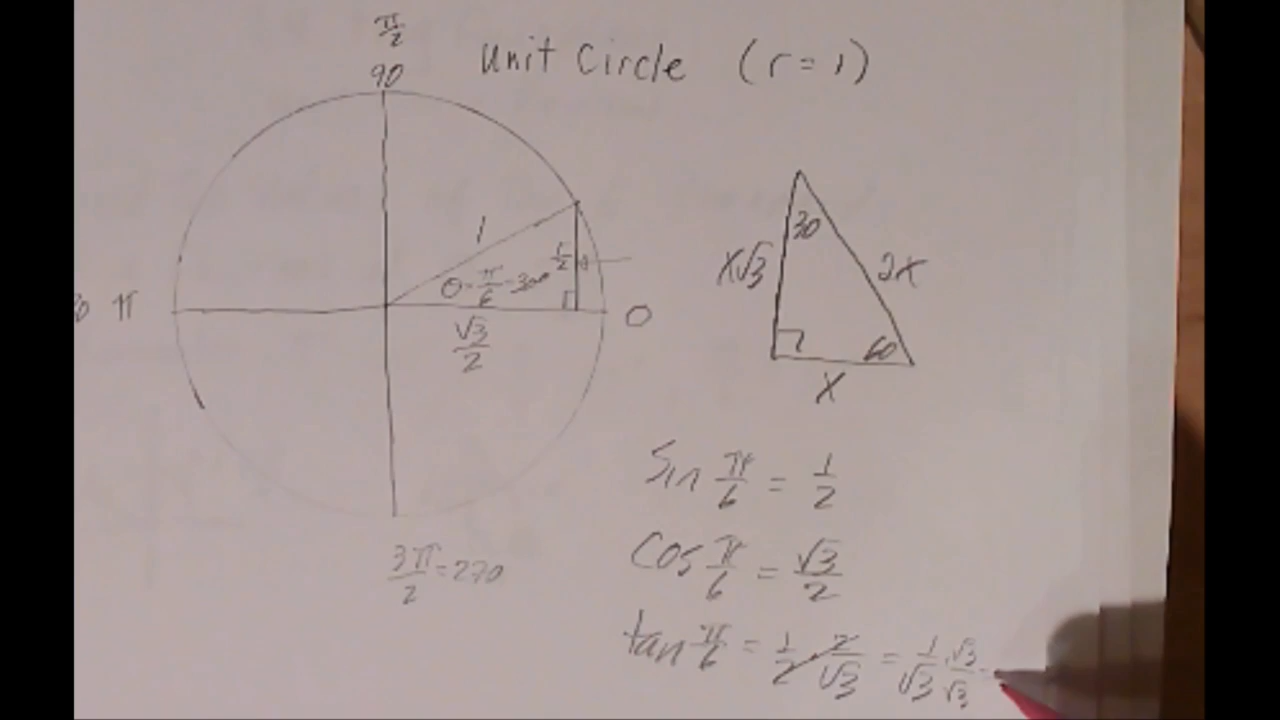 π/2
90
Unit Circle (r = 1)
30
x√3
2x
1
1/2
θ = π/6 = 30°
π
0
√3/2
60
x
sin π/6 = 1/2
cos π/6 = √3/2
3π/2 = 270
tan π/6 = 1/2 · 2/√3 = 1/√3 · √3/√3 =